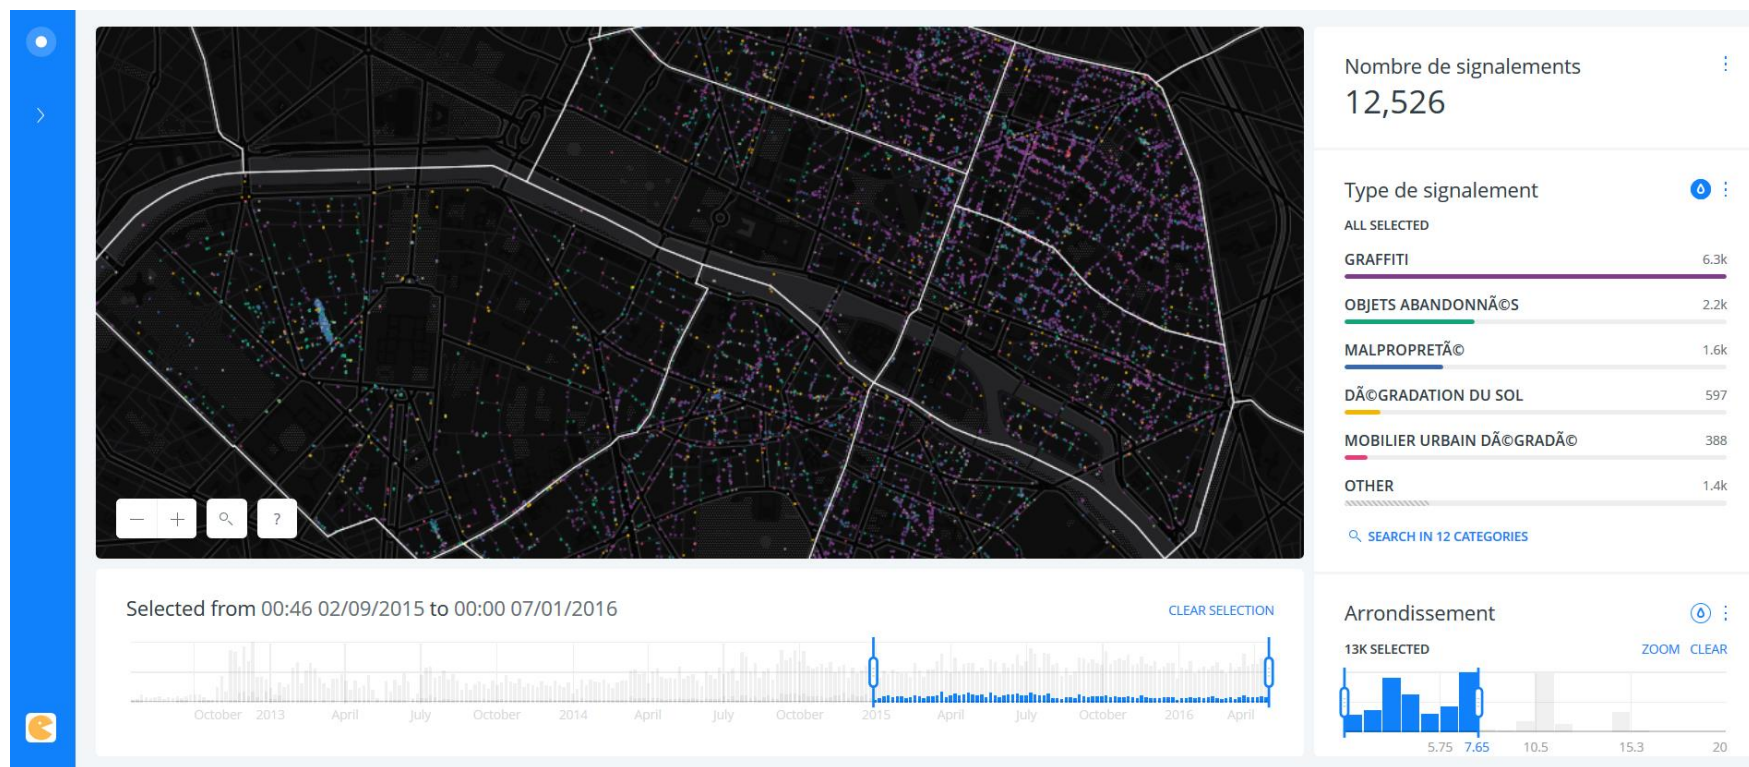 Nombre de signalements
12,526
Type de signalement
ALL SELECTED
GRAFFITI 6.3k
OBJETS ABANDONNÃ©S 2.2k
MALPROPRETÃ© 1.6k
DÃ©GRADATION DU SOL 597
MOBILIER URBAIN DÃ©GRADÃ© 388
OTHER 1.4k
SEARCH IN 12 CATEGORIES
?
Selected from 00:46 02/09/2015 to 00:00 07/01/2016
CLEAR SELECTION
October 2013 April July October 2014 April July October 2015 April July October 2016 April
Arrondissement
13K SELECTED ZOOM CLEAR
5.75 7.65 10.5 15.3 20